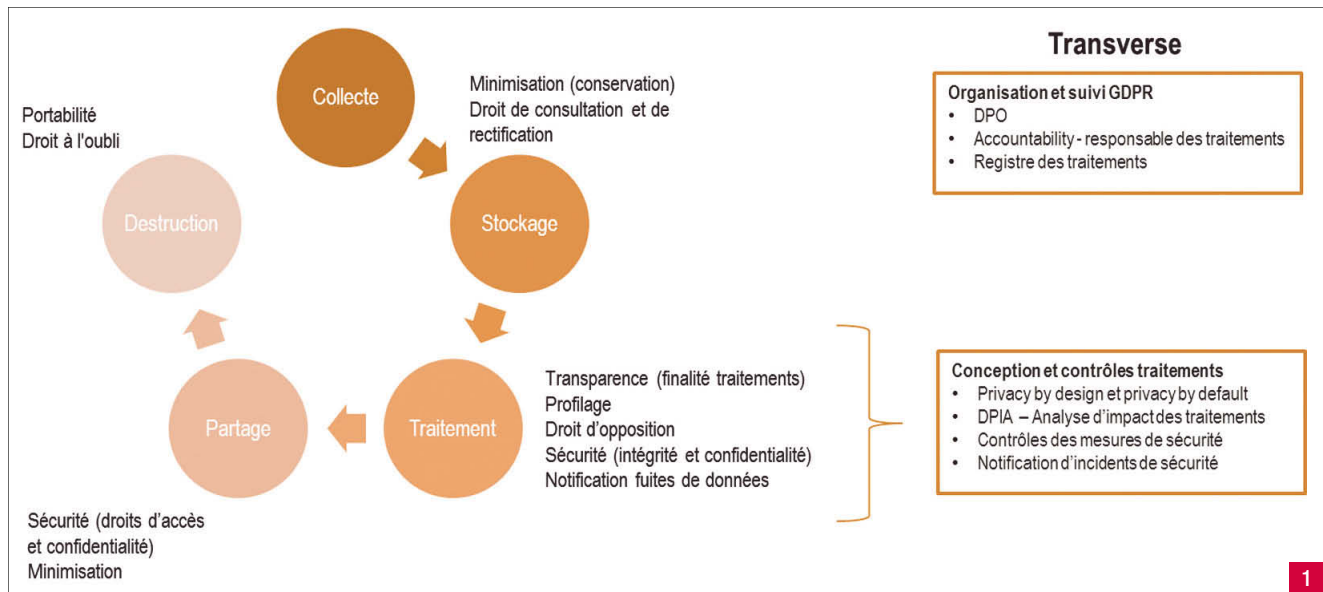 Collecte
Minimisation (conservation)
Droit de consultation et de
rectification
Portabilité
Droit à l'oubli
Destruction
Stockage
Partage
Traitement
Transparence (finalité traitements)
Profilage
Droit d'opposition
Sécurité (intégrité et confidentialité)
Notification fuites de données
Sécurité (droits d'accès
et confidentialité)
Minimisation
Transverse
Organisation et suivi GDPR
• DPO
• Accountability - responsable des traitements
• Registre des traitements
Conception et contrôles traitements
• Privacy by design et privacy by default
• DPIA – Analyse d'impact des traitements
• Contrôles des mesures de sécurité
• Notification d'incidents de sécurité
1